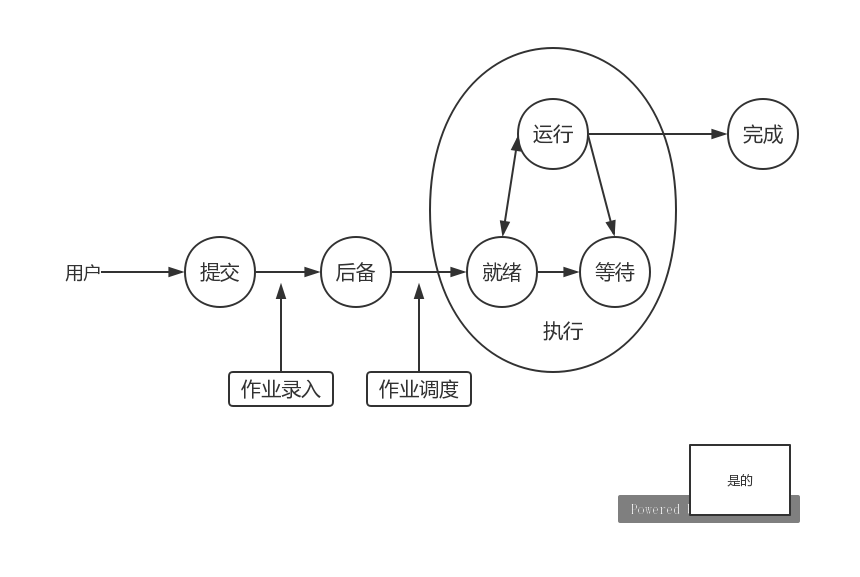 运行
完成
用户
提交
后备
就绪
等待
执行
作业录入
作业调度
是的
Powered